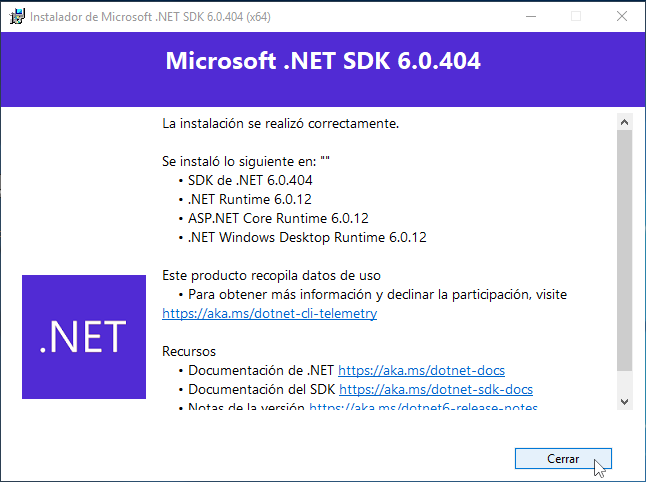 Instalador de Microsoft .NET SDK 6.0.404 (x64)
Microsoft .NET SDK 6.0.404
La instalación se realizó correctamente.
Se instaló lo siguiente en: ""
• SDK de .NET 6.0.404
• .NET Runtime 6.0.12
• ASP.NET Core Runtime 6.0.12
• .NET Windows Desktop Runtime 6.0.12
Este producto recopila datos de uso
• Para obtener más información y declinar la participación, visite
https://aka.ms/dotnet-cli-telemetry
.NET
Recursos
• Documentación de .NET https://aka.ms/dotnet-docs
• Documentación del SDK https://aka.ms/dotnet-sdk-docs
• Notas de la versión https://aka.ms/dotnet6-release-notes
Cerrar